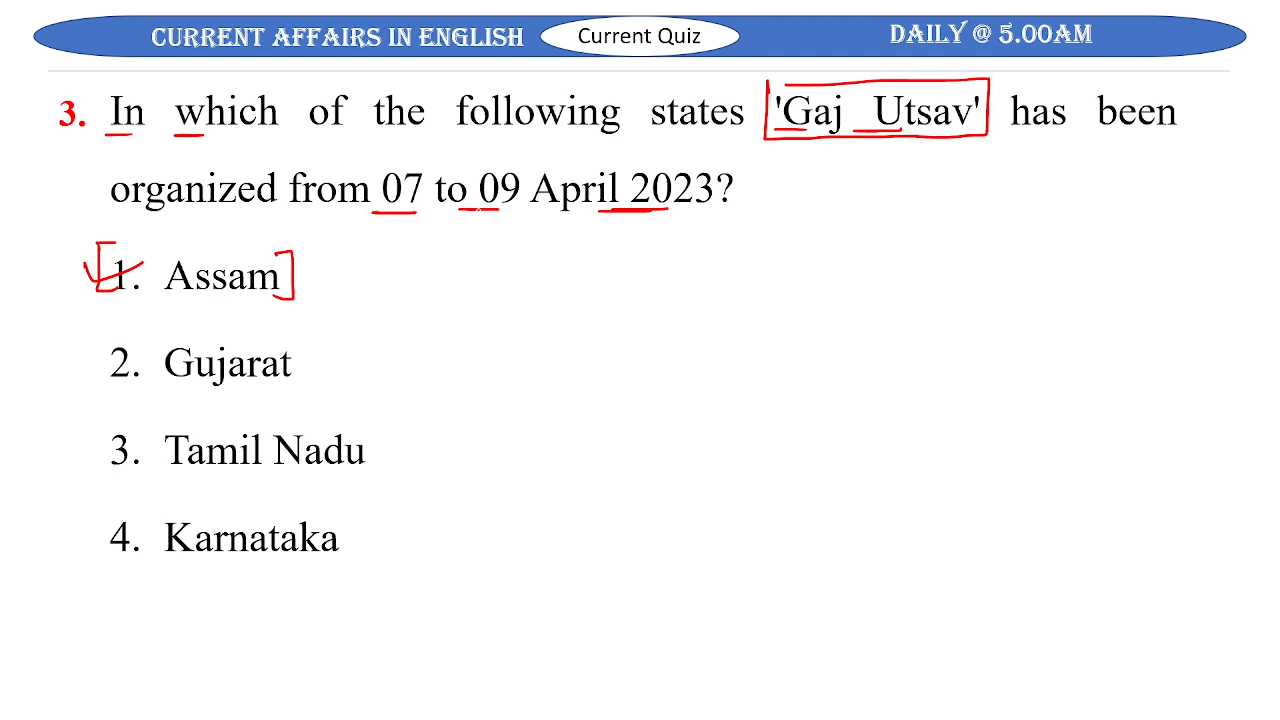 CURRENT AFFAIRS IN ENGLISH Current Quiz DAILY @ 5.00AM
3. In which of the following states 'Gaj Utsav' has been
organized from 07 to 09 April 2023?
1. Assam
2. Gujarat
3. Tamil Nadu
4. Karnataka